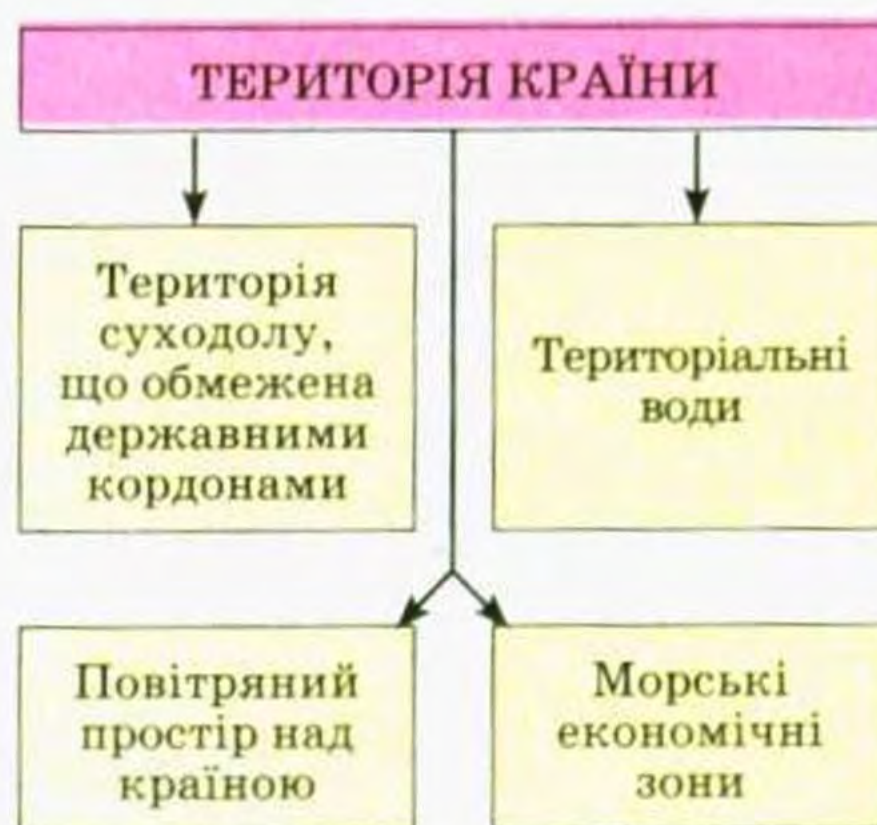 ТЕРИТОРІЯ КРАЇНИ
Територія
суходолу,
що обмежена
державними
кордонами
Територіальні
води
Повітряний
простір над
країною
Морські
економічні
зони